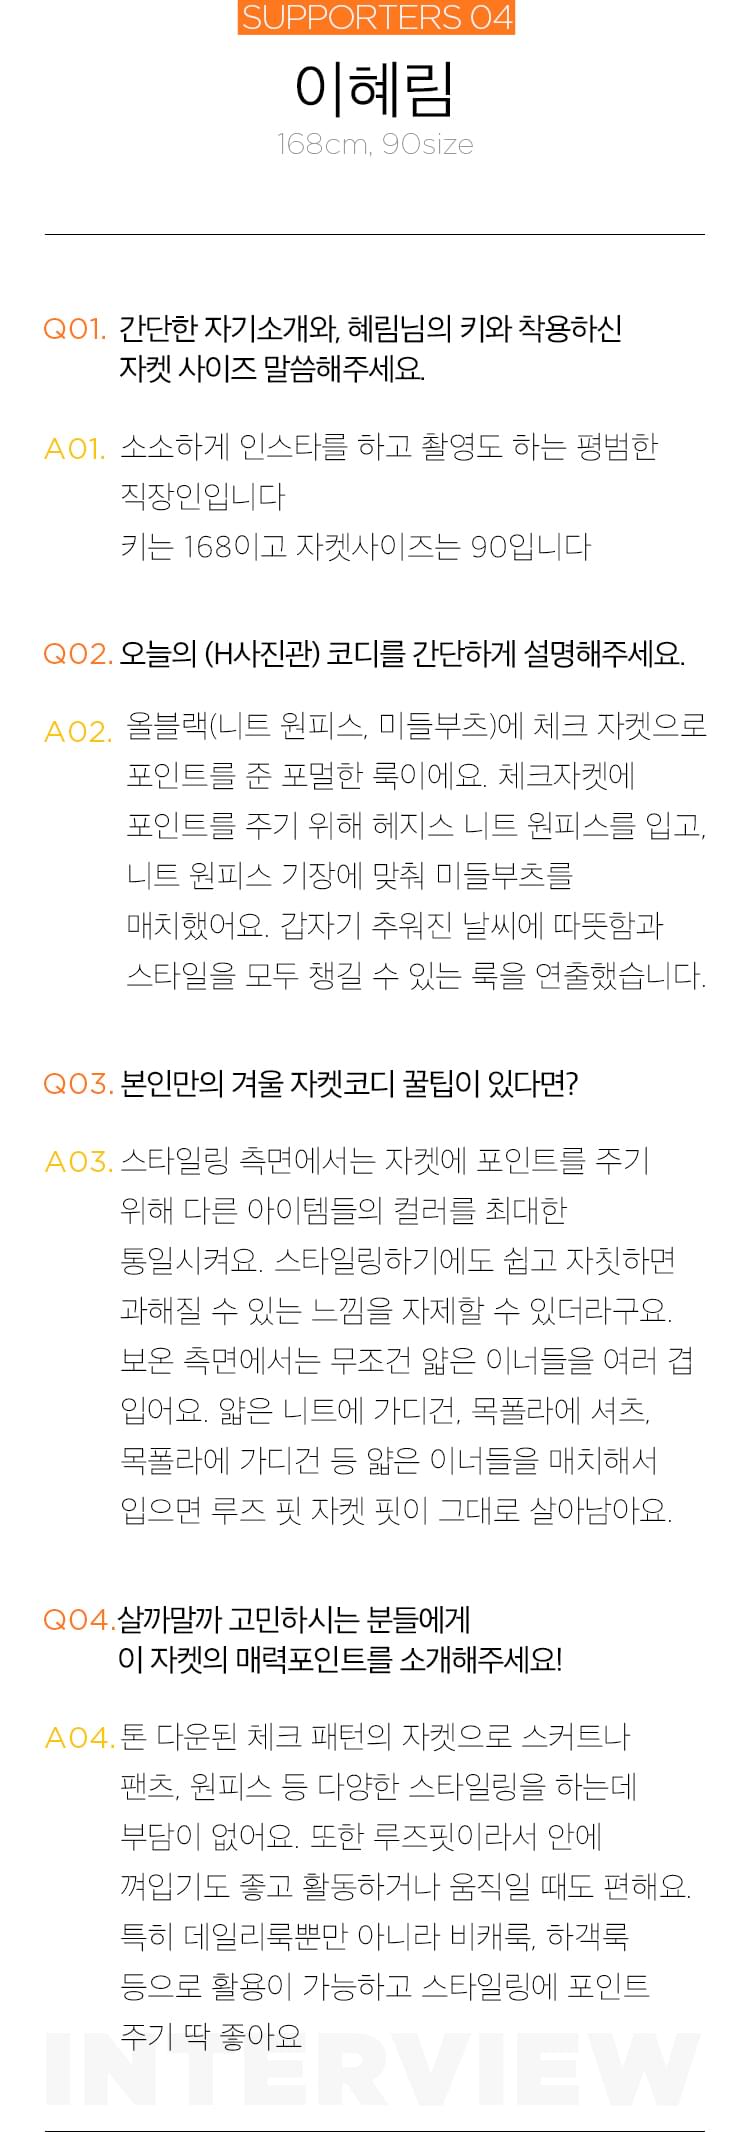 SUPPORTERS 04
이혜림
168cm, 90size
Q01. 간단한 자기소개와, 혜림님의 키와 착용하신
자켓 사이즈 말씀해주세요.
A01. 소소하게 인스타를 하고 촬영도 하는 평범한
직장인입니다
키는 168이고 자켓사이즈는 90입니다
Q02. 오늘의 (H사진관) 코디를 간단하게 설명해주세요.
A02. 올블랙(니트 원피스, 미들부츠)에 체크 자켓으로
포인트를 준 포멀한 룩이에요. 체크자켓에
포인트를 주기 위해 헤지스 니트 원피스를 입고,
니트 원피스 기장에 맞춰 미들부츠를
매치했어요. 갑자기 추워진 날씨에 따뜻함과
스타일을 모두 챙길 수 있는 룩을 연출했습니다.
Q03. 본인만의 겨울 자켓코디 꿀팁이 있다면?
A03. 스타일링 측면에서는 자켓에 포인트를 주기
위해 다른 아이템들의 컬러를 최대한
통일시켜요. 스타일링하기에도 쉽고 자칫하면
과해질 수 있는 느낌을 자제할 수 있더라구요.
보온 측면에서는 무조건 얇은 이너들을 여러 겹
입어요. 얇은 니트에 가디건, 목폴라에 셔츠,
목폴라에 가디건 등 얇은 이너들을 매치해서
입으면 루즈 핏 자켓 핏이 그대로 살아남아요.
Q04. 살까말까 고민하시는 분들에게
이 자켓의 매력포인트를 소개해주세요!
A04. 톤 다운된 체크 패턴의 자켓으로 스커트나
팬츠, 원피스 등 다양한 스타일링을 하는데
부담이 없어요. 또한 루즈핏이라서 안에
껴입기도 좋고 활동하거나 움직일 때도 편해요.
특히 데일리룩뿐만 아니라 비캐룩, 하객룩
등으로 활용이 가능하고 스타일링에 포인트
주기 딱 좋아요
INTERVIEW